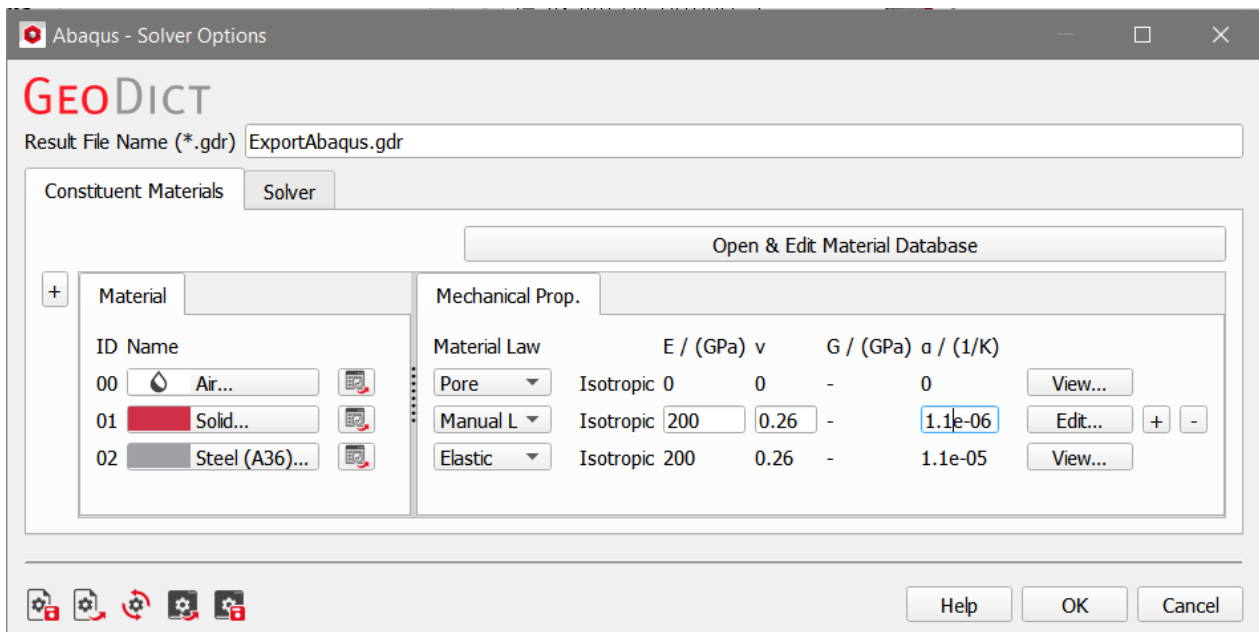 Abaqus - Solver Options
GEODICT
Result File Name (*.gdr) ExportAbaqus.gdr
Constituent Materials Solver
Open & Edit Material Database
+ Material Mechanical Prop.
ID Name Material Law E / (GPa) ν G / (GPa) α / (1/K)
00 Air... Pore Isotropic 0 0 - 0 View...
01 Solid... Manual L Isotropic 200 0.26 - 1.1e-06 Edit... + -
02 Steel (A36)... Elastic Isotropic 200 0.26 - 1.1e-05 View...
Help OK Cancel